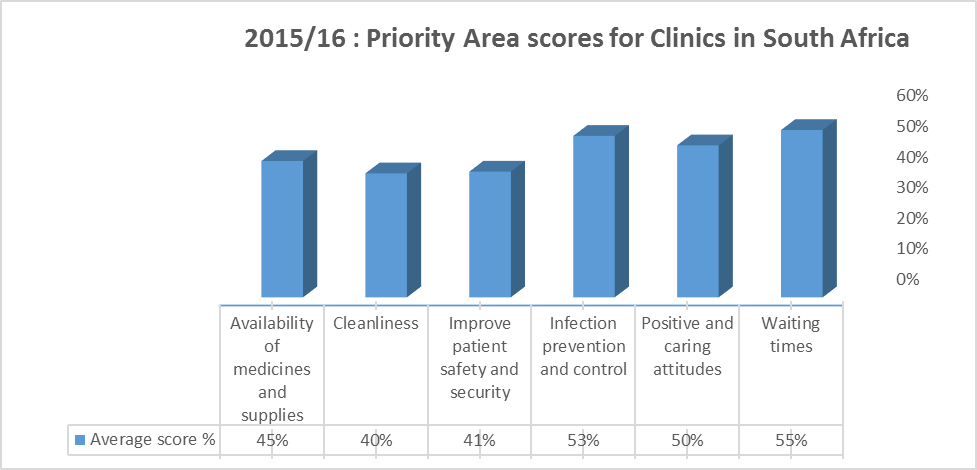 2015/16 : Priority Area scores for Clinics in South Africa
60%
50%
40%
30%
20%
10%
0%
Availability
of
medicines
and
supplies
Cleanliness
Improve
patient
safety and
security
Infection
prevention
and control
Positive and
caring
attitudes
Waiting
times
Average score % 45% 40% 41% 53% 50% 55%